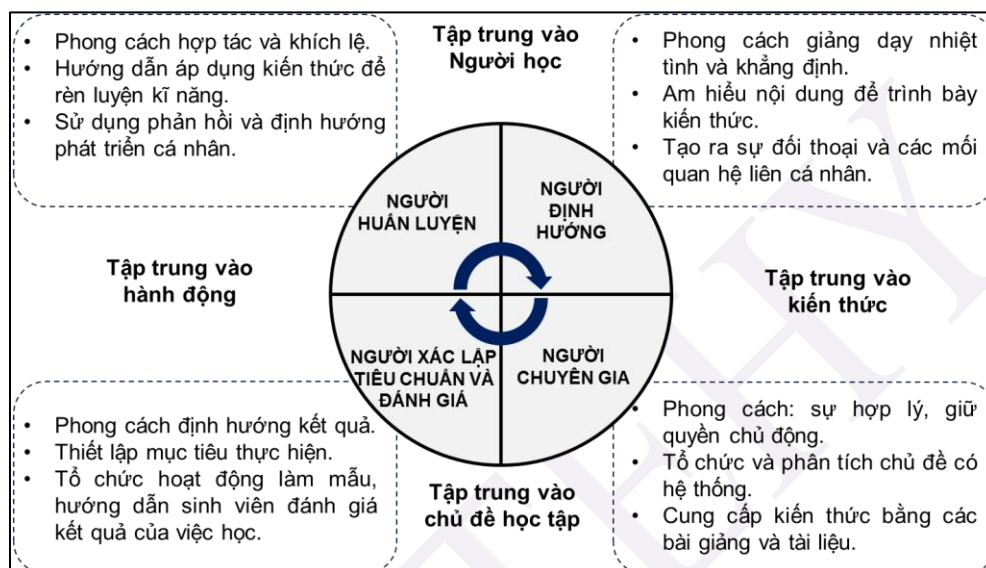 • Phong cách hợp tác và khích lệ.
• Hướng dẫn áp dụng kiến thức để
rèn luyện kĩ năng.
• Sử dụng phản hồi và định hướng
phát triển cá nhân.
Tập trung vào
Người học
• Phong cách giảng dạy nhiệt
tình và khẳng định.
• Am hiểu nội dung để trình bày
kiến thức.
• Tạo ra sự đối thoại và các mối
quan hệ liên cá nhân.
NGƯỜI
HUẤN LUYỆN
NGƯỜI
ĐỊNH
HƯỚNG
Tập trung vào
hành động
Tập trung vào
kiến thức
NGƯỜI XÁC LẬP
TIÊU CHUẨN VÀ
ĐÁNH GIÁ
NGƯỜI
CHUYÊN GIA
• Phong cách định hướng kết quả.
• Thiết lập mục tiêu thực hiện.
• Tổ chức hoạt động làm mẫu,
hướng dẫn sinh viên đánh giá
kết quả của việc học.
Tập trung vào
chủ đề học tập
• Phong cách: sự hợp lý, giữ
quyền chủ động.
• Tổ chức và phân tích chủ đề có
hệ thống.
• Cung cấp kiến thức bằng các
bài giảng và tài liệu.